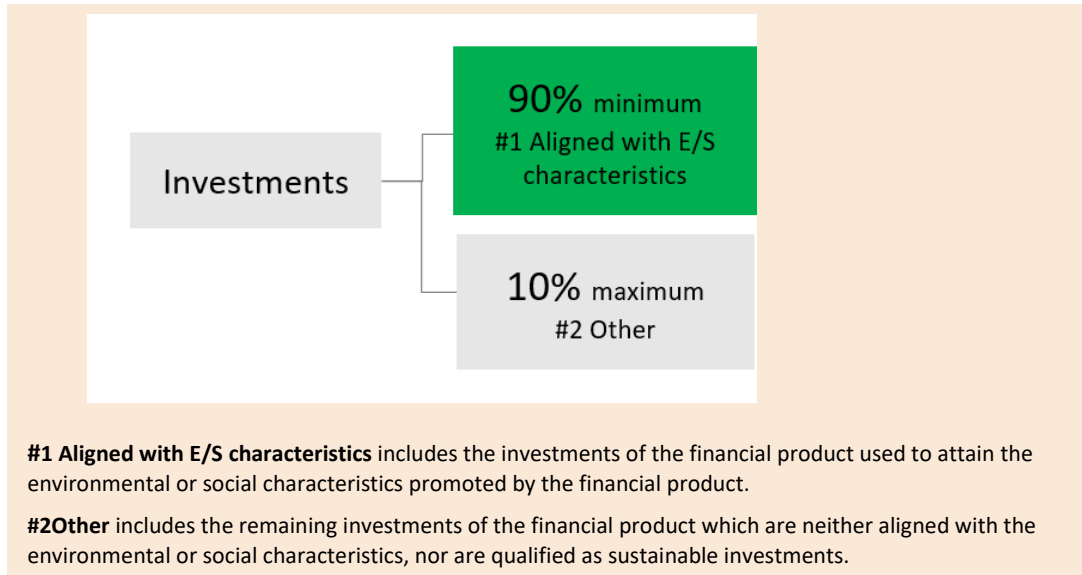 90% minimum
#1 Aligned with E/S
characteristics
Investments
10% maximum
#2 Other
#1 Aligned with E/S characteristics includes the investments of the financial product used to attain the
environmental or social characteristics promoted by the financial product.
#2Other includes the remaining investments of the financial product which are neither aligned with the
environmental or social characteristics, nor are qualified as sustainable investments.